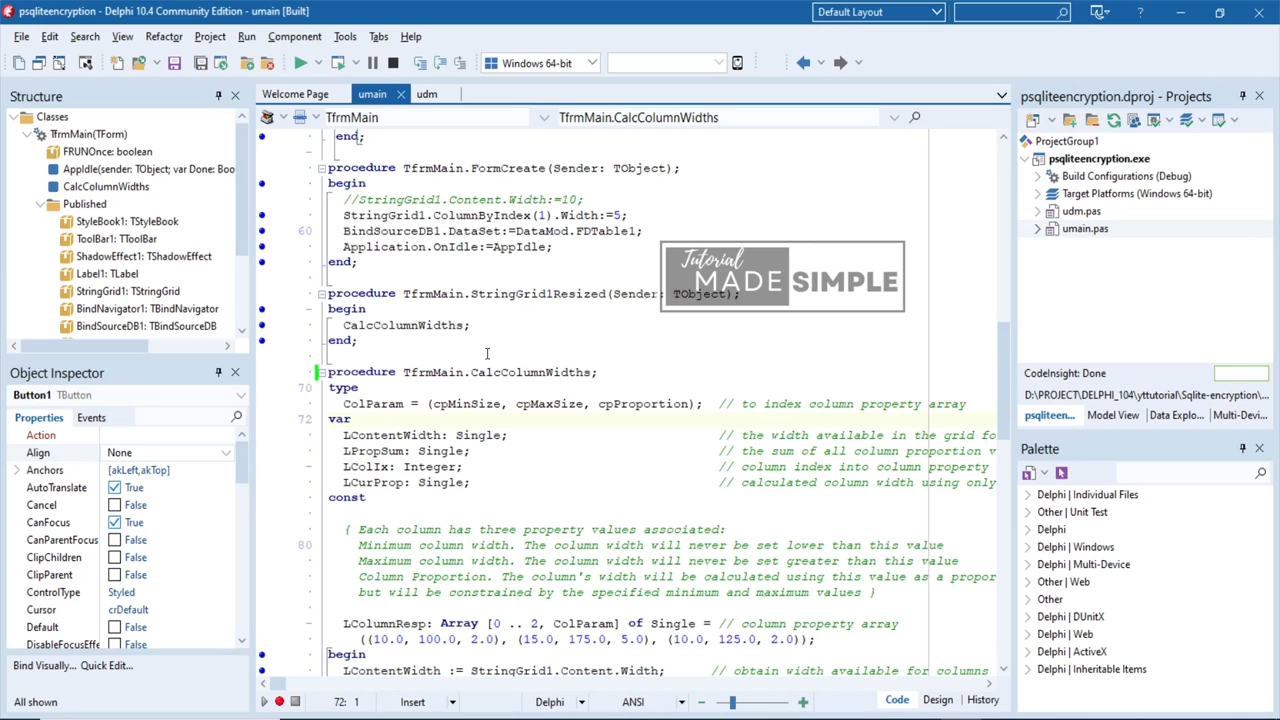 psqliteencryption - Delphi 10.4 Community Edition - umain [Built]
Default Layout
File Edit Search View Refactor Project Run Component Tools Tabs Help
Windows 64-bit
Structure
Classes
TfrmMain(TForm)
FRUNOnce: boolean
AppIdle(sender: TObject; var Done: Boo
CalcColumnWidths
Published
StyleBook1: TStyleBook
ToolBar1: TToolBar
ShadowEffect1: TShadowEffect
Label1: TLabel
StringGrid1: TStringGrid
BindNavigator1: TBindNavigator
BindSourceDB1: TBindSourceDB
Object Inspector
Button1 TButton
Properties Events
Action
Align None
Anchors [akLeft,akTop]
AutoTranslate True
Cancel False
CanFocus True
CanParentFocus False
ClipChildren False
ClipParent False
ControlType Styled
Cursor crDefault
Default False
DisableFocusEffe False
Bind Visually... Quick Edit...
All shown
Welcome Page umain udm
TfrmMain TfrmMain.CalcColumnWidths
end;
procedure TfrmMain.FormCreate(Sender: TObject);
begin
//StringGrid1.Content.Width:=10;
StringGrid1.ColumnByIndex(1).Width:=5;
60 BindSourceDB1.DataSet:=DataMod.FDTable1;
Application.OnIdle:=AppIdle;
end;
Tutorial
MADE SIMPLE
procedure TfrmMain.StringGrid1Resized(Sender: TObject);
begin
CalcColumnWidths;
end;
procedure TfrmMain.CalcColumnWidths;
70 type
ColParam = (cpMinSize, cpMaxSize, cpProportion); // to index column property array
72 var
LContentWidth: Single; // the width available in the grid fo
LPropSum: Single; // the sum of all column proportion v
LColIx: Integer; // column index into column property
LCurProp: Single; // calculated column width using only
const
{ Each column has three property values associated:
80 Minimum column width. The column width will never be set lower than this value
Maximum column width. The column width will never be set greater than this value
Column Proportion. The column's width will be calculated using this value as a propor
but will be constrained by the specified minimum and maximum values }
LColumnResp: Array [0 .. 2, ColParam] of Single = // column property array
((10.0, 100.0, 2.0), (15.0, 175.0, 5.0), (10.0, 125.0, 2.0));
begin
LContentWidth := StringGrid1.Content.Width; // obtain width available for columns
72: 1 Insert Delphi ANSI Code Design History
psqliteencryption.dproj - Projects
ProjectGroup1
psqliteencryption.exe
Build Configurations (Debug)
Target Platforms (Windows 64-bit)
udm.pas
umain.pas
CodeInsight: Done
D:\PROJECT\DELPHI_104\yttutorial\Sqlite-encryption\...
psqliteen... Model View Data Explo... Multi-Devi...
Palette
Delphi | Individual Files
Other | Unit Test
Delphi
Delphi | Windows
Delphi | Multi-Device
Other | Web
Other
Delphi | DUnitX
Delphi | Web
Delphi | ActiveX
Delphi | Inheritable Items